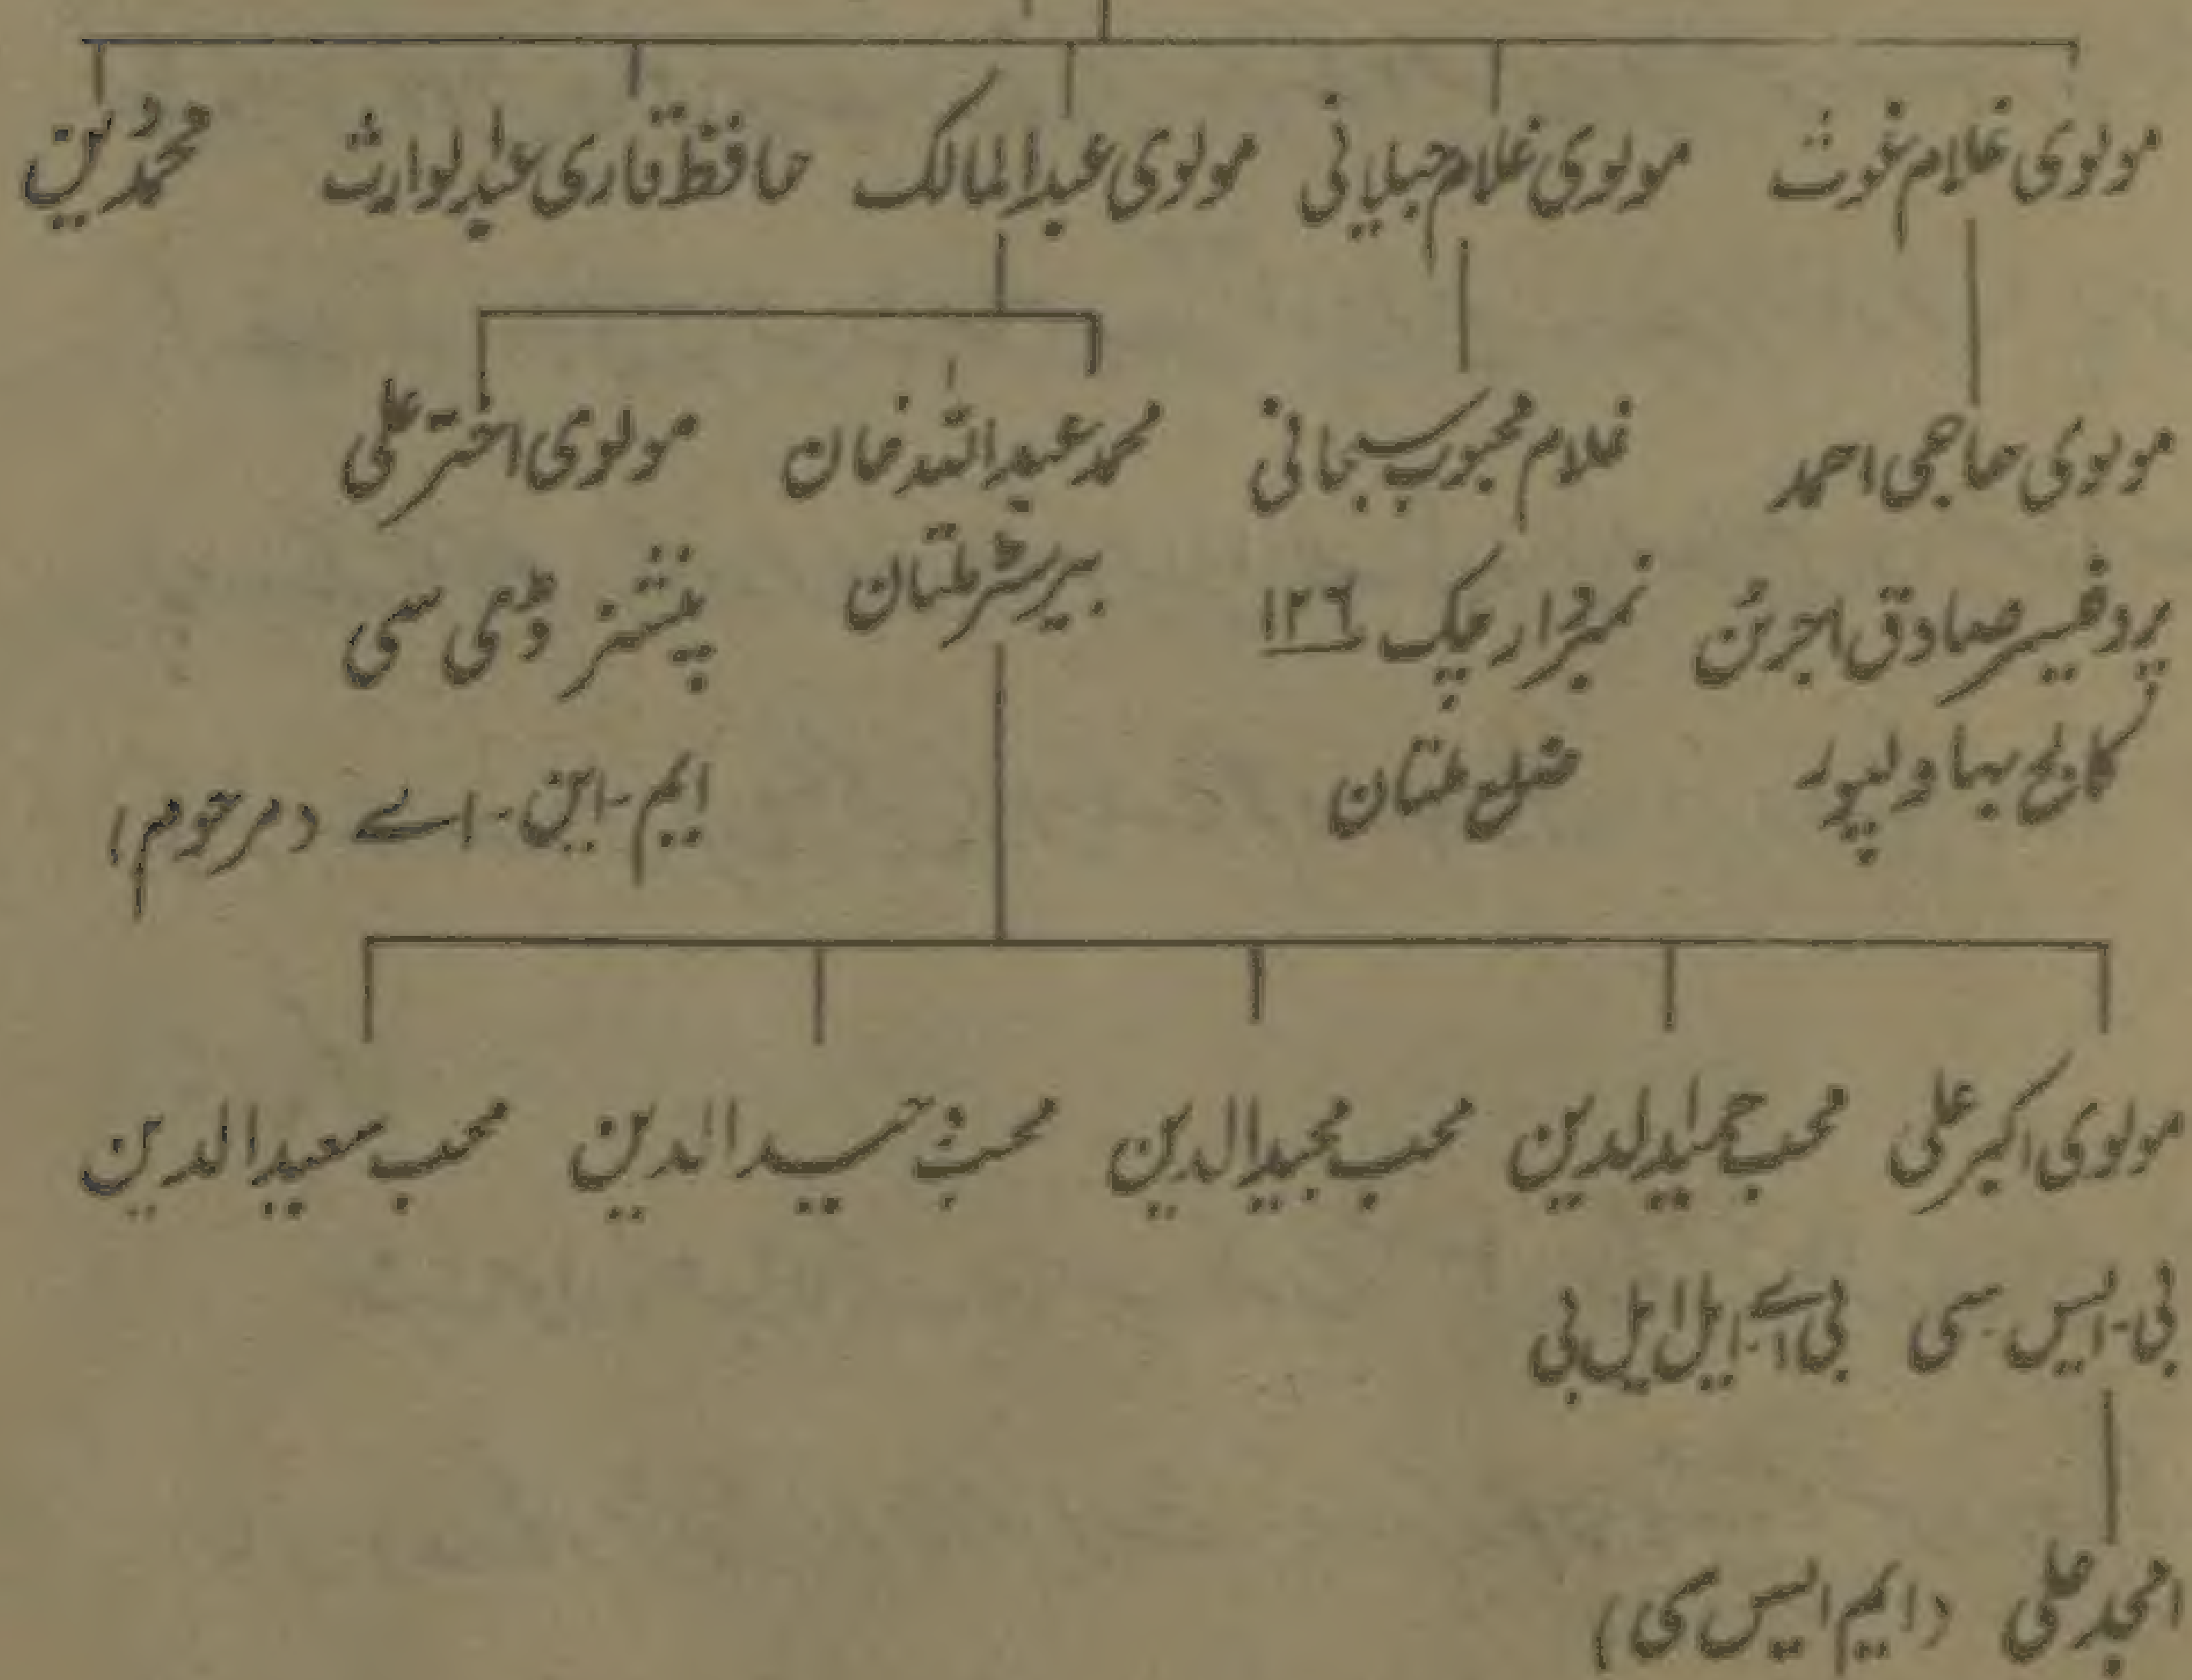 مولوی غلام غوث
مولوی غلام جیلانی
مولوی عبدالمالک
حافظ قاری عبدالوارث
محمد دین
مولوی حاجی احمد
پروفیسر صادق ایجرٹن
کالج بہاولپور
غلام محبوب سبحانی
نمبردار چک ۱۲۶
ضلع ملتان
محمد عبداللہ خان
بیرسٹر ملتان
مولوی اختر علی
پنشنر ڈی سی
ایم-این-اے (مرحوم)
مولوی اکبر علی
بی-ایس-سی
محب حمیدالدین
بی اے-ایل ایل بی
محب مجیدالدین
محب سعیدالدین
امجد علی (ایم ایس سی)